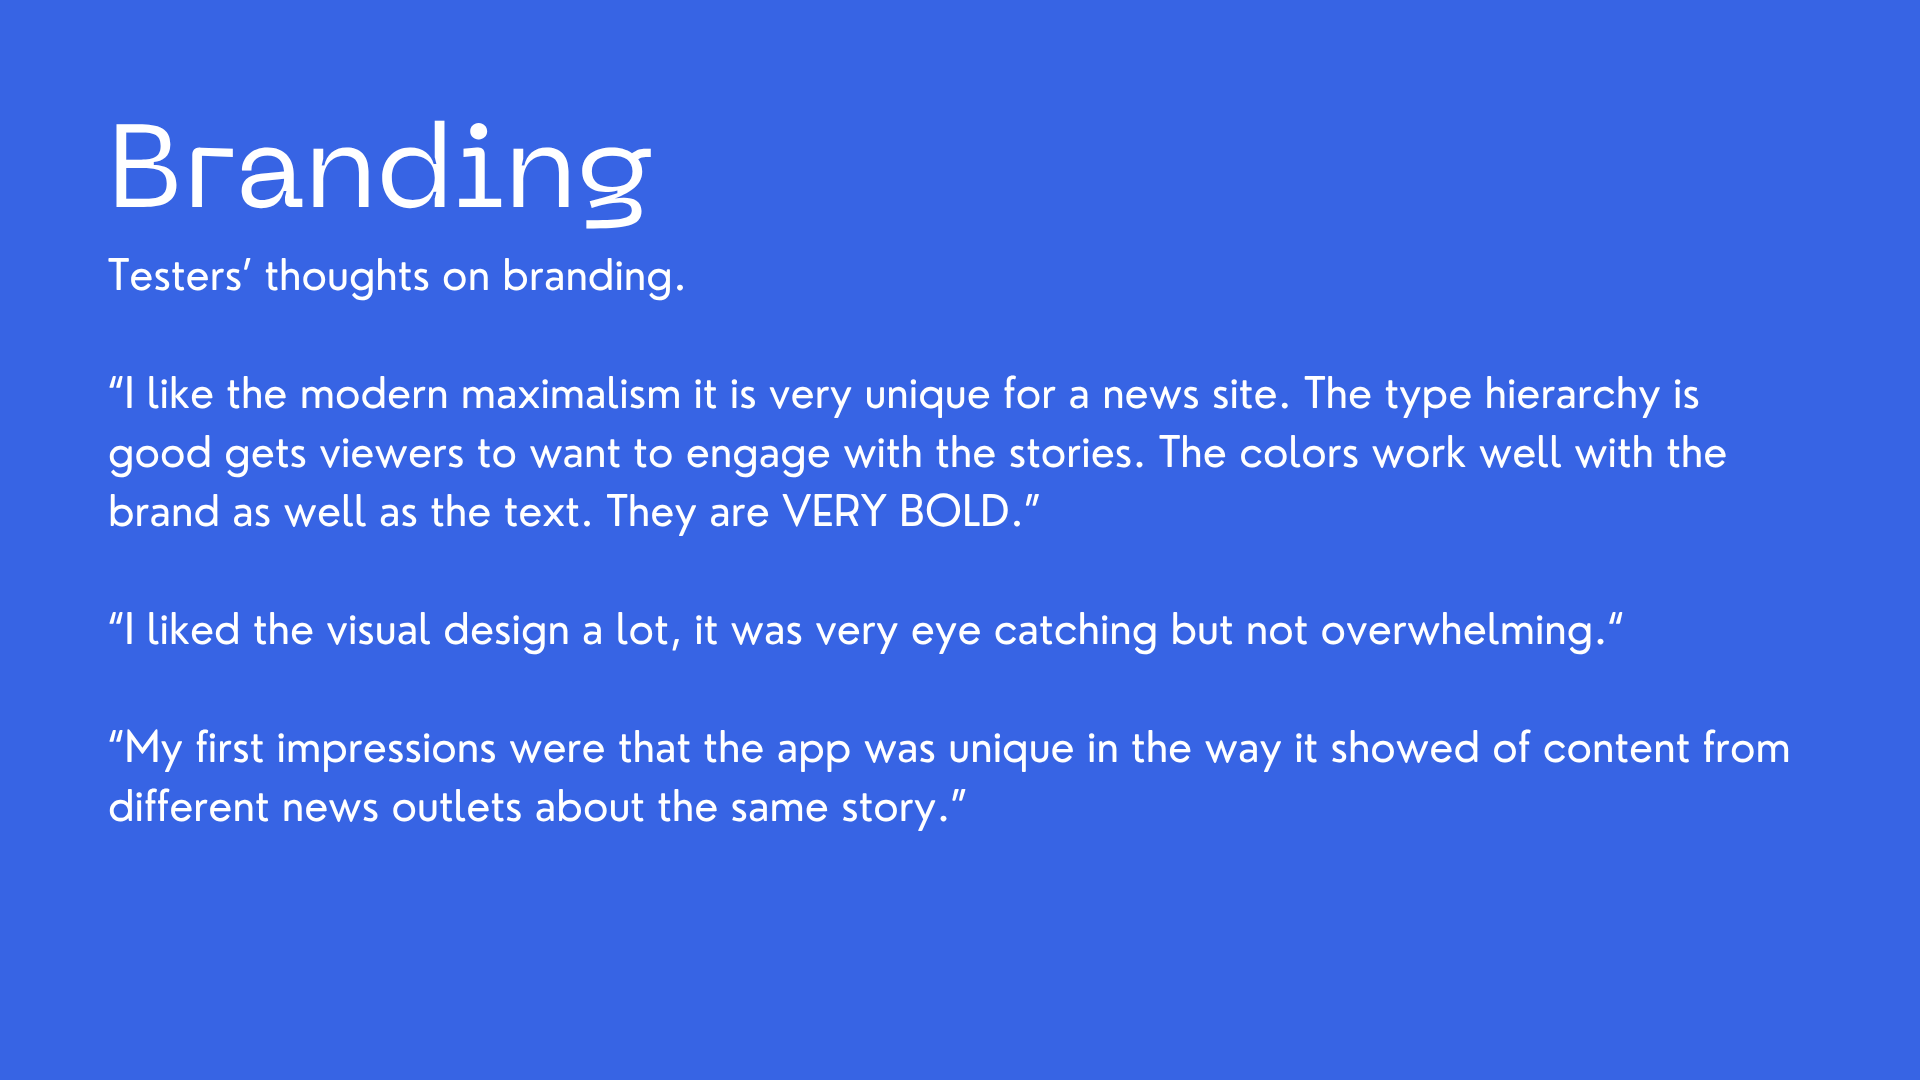 Branding
Testers’ thoughts on branding.
“I like the modern maximalism it is very unique for a news site. The type hierarchy is
good gets viewers to want to engage with the stories. The colors work well with the
brand as well as the text. They are VERY BOLD.”
“I liked the visual design a lot, it was very eye catching but not overwhelming.“
“My first impressions were that the app was unique in the way it showed of content from
different news outlets about the same story.”